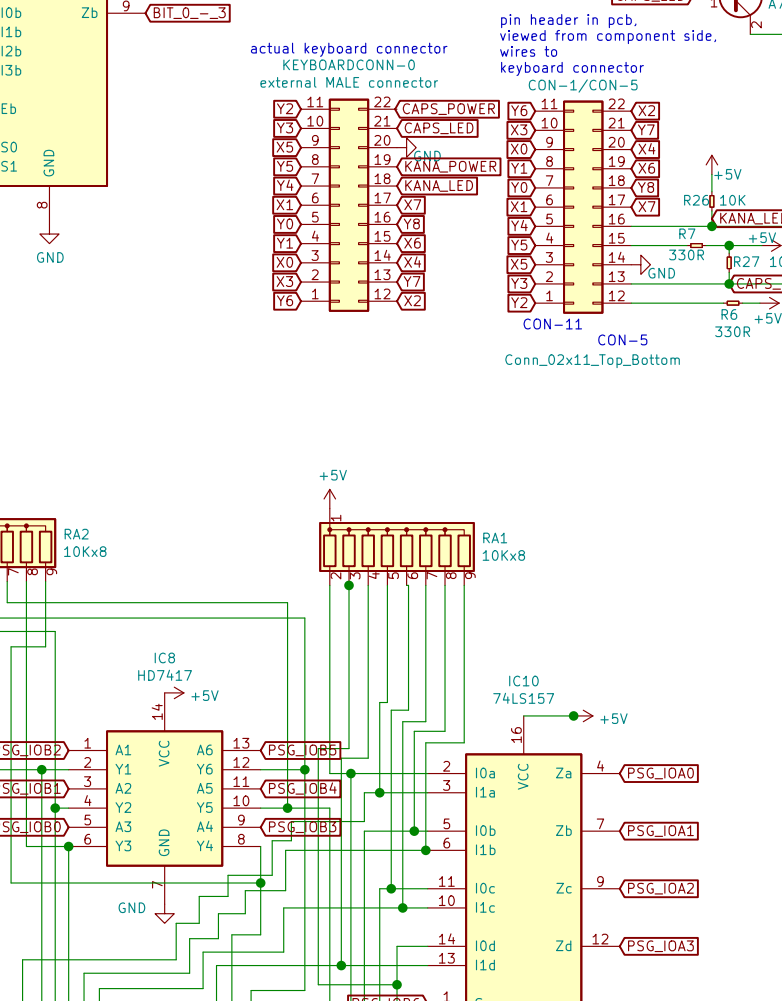 I0b
I1b
I2b
I3b
Eb
S0
S1
GND
8
GND
Zb
9
BIT_0_-_3
actual keyboard connector
KEYBOARDCONN-0
external MALE connector
Y2 11 22 CAPS_POWER
Y3 10 21 CAPS_LED
X5 9 20 GND
Y5 8 19 KANA_POWER
Y4 7 18 KANA_LED
X1 6 17 X7
Y0 5 16 Y8
Y1 4 15 X6
X0 3 14 X4
X3 2 13 Y7
Y6 1 12 X2
pin header in pcb,
viewed from component side,
wires to
keyboard connector
CON-1/CON-5
Y6 11 22 X2
X3 10 21 Y7
X0 9 20 X4
Y1 8 19 X6
Y0 7 18 Y8
X1 6 17 X7
Y4 5 16
Y5 4 15
X5 3 14 GND
Y3 2 13
Y2 1 12
CON-11
CON-5
Conn_02x11_Top_Bottom
1
2
+5V
R26 10K
KANA_LE
R7
330R
+5V
R27 10
CAPS_
R6
330R
+5V
RA2
10Kx8
7 8 9
+5V
1
RA1
10Kx8
2 3 4 5 6 7 8 9
IC8
HD7417
+5V
14
VCC
SG_IOB2 1 A1 A6 13 PSG_IOB5
2 Y1 Y6 12
SG_IOB1 3 A2 A5 11 PSG_IOB4
4 Y2 Y5 10
SG_IOB0 5 A3 A4 9 PSG_IOB3
6 Y3 Y4 8
GND
7
GND
IC10
74LS157
+5V
16
VCC
2 I0a Za 4 PSG_IOA0
3 I1a
5 I0b Zb 7 PSG_IOA1
6 I1b
11 I0c Zc 9 PSG_IOA2
10 I1c
14 I0d Zd 12 PSG_IOA3
13 I1d
1